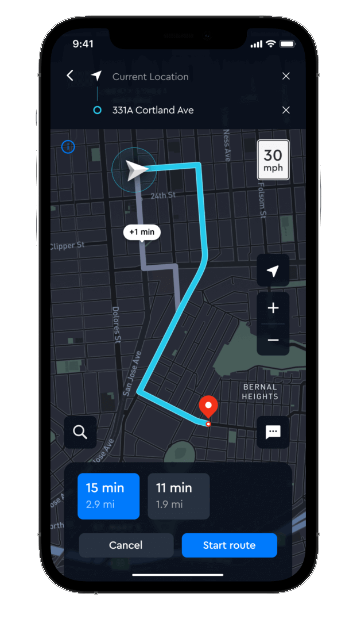 9:41
Current Location
331A Cortland Ave
Ness Ave
30
mph
24th St
Folsom St
+1 min
Clipper St
Dolores St
San Jose Ave
BERNAL
HEIGHTS
ose Ave
15 min
11 min
2.9 mi
1.9 mi
Cancel
Start route